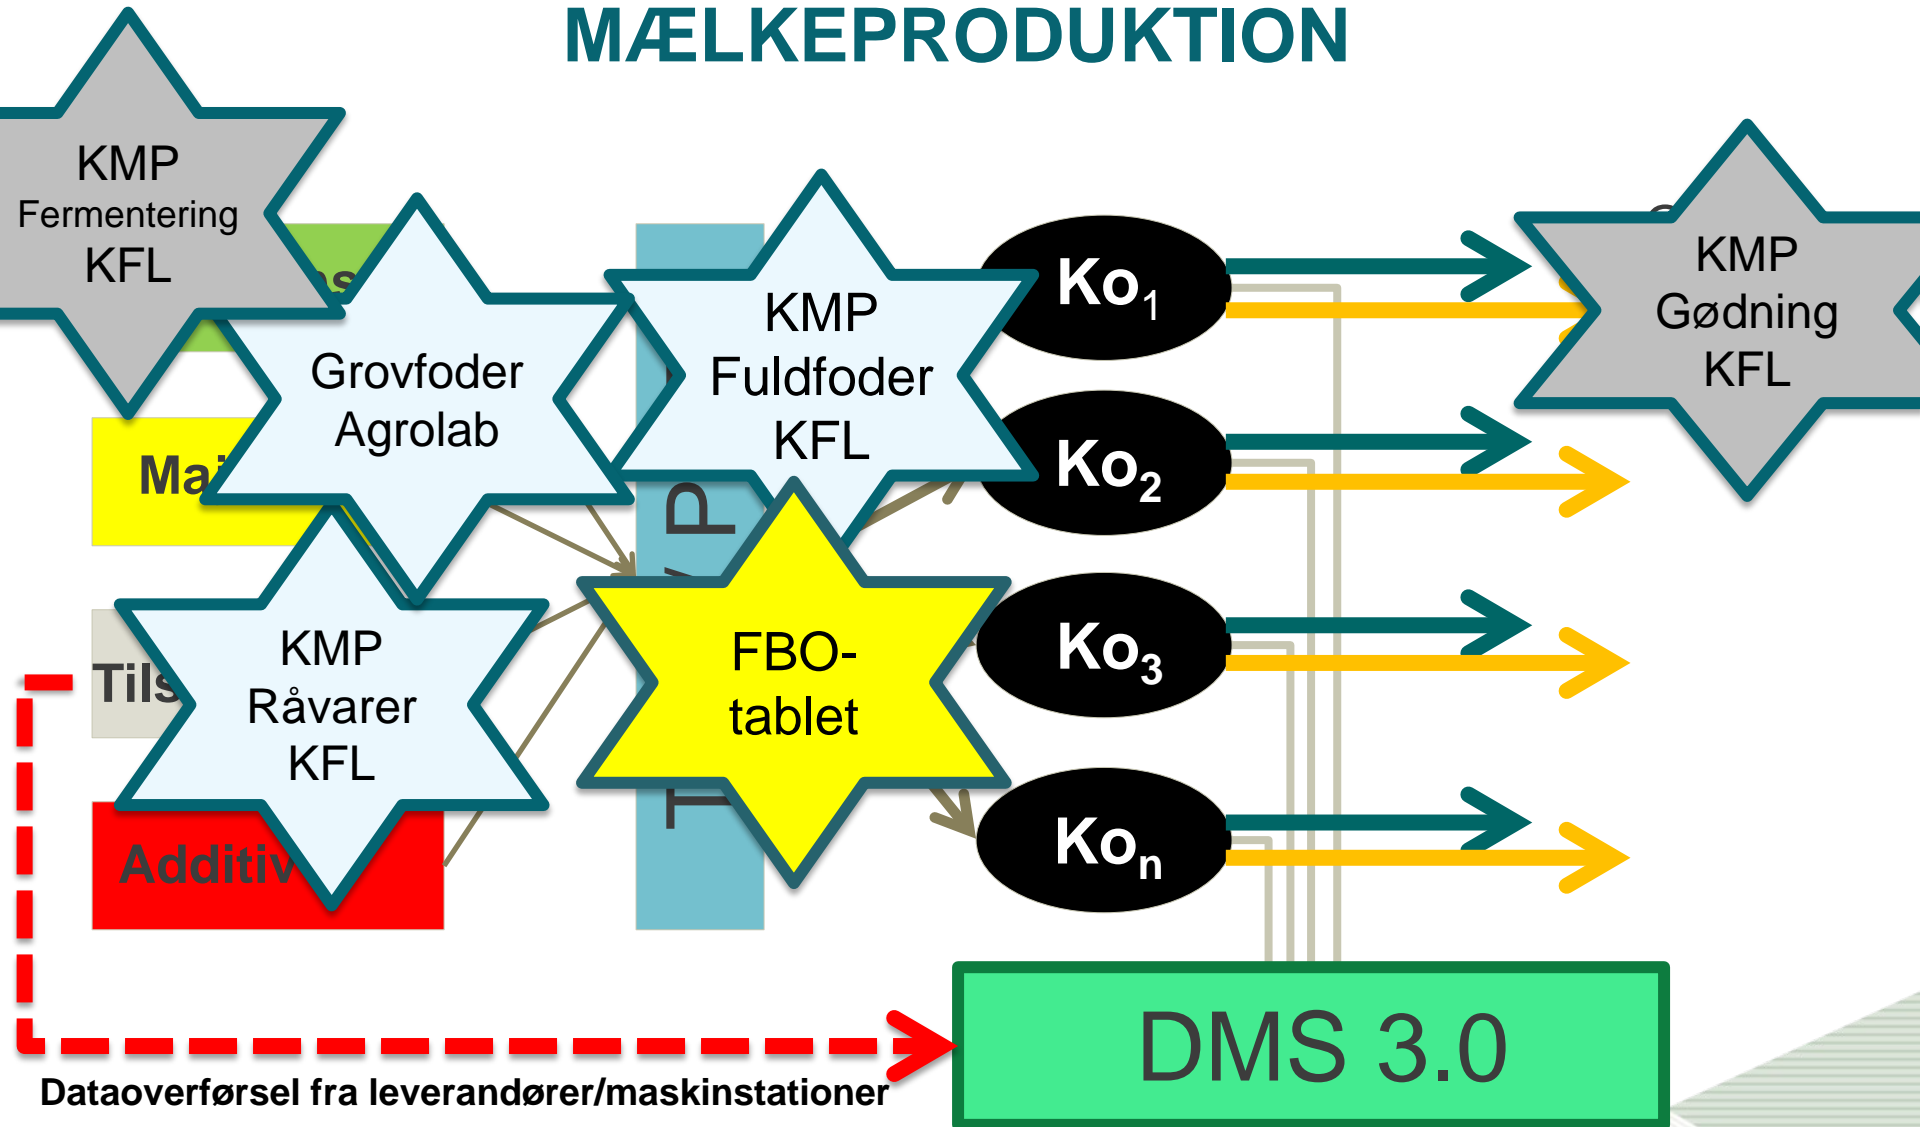 MÆLKEPRODUKTION
KMP
Fermentering
KFL
Grovfoder
Agrolab
KMP
Fuldfoder
KFL
Ko1
KMP
Gødning
KFL
Ko2
KMP
Råvarer
KFL
FBO-
tablet
Ko3
Kon
DMS 3.0
Dataoverførsel fra leverandører/maskinstationer